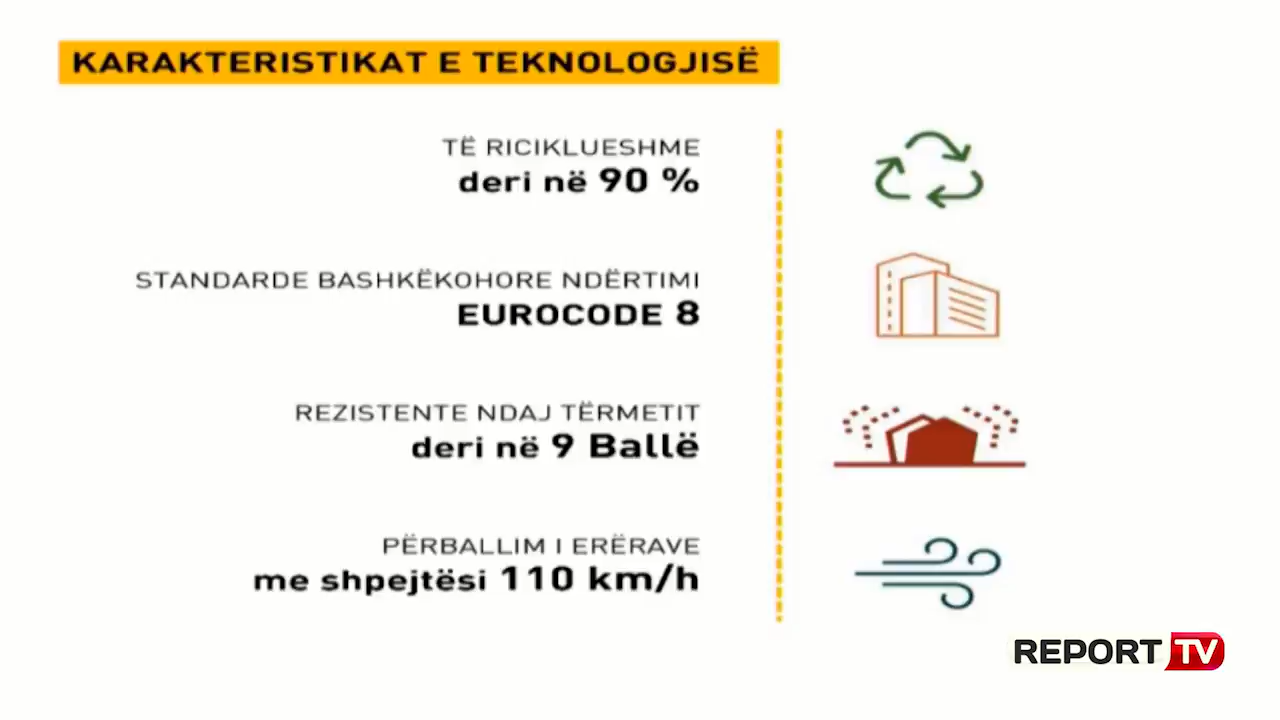 KARAKTERISTIKAT E TEKNOLOGJISË
TË RICIKLUESHME
deri në 90 %
STANDARDE BASHKËKOHORE NDËRTIMI
EUROCODE 8
REZISTENTE NDAJ TËRMETIT
deri në 9 Ballë
PËRBALLIM I ERËRAVE
me shpejtësi 110 km/h
REPORT TV